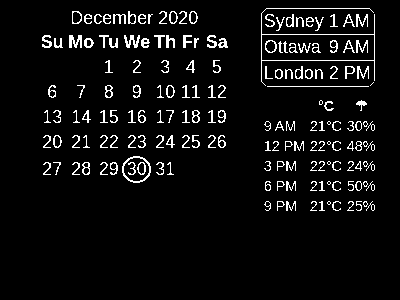 December 2020
Su Mo Tu We Th Fr Sa
1 2 3 4 5
6 7 8 9 10 11 12
13 14 15 16 17 18 19
20 21 22 23 24 25 26
27 28 29 30 31
Sydney 1 AM
Ottawa 9 AM
London 2 PM
°C ☂
9 AM 21°C 30%
12 PM 22°C 48%
3 PM 22°C 24%
6 PM 21°C 50%
9 PM 21°C 25%